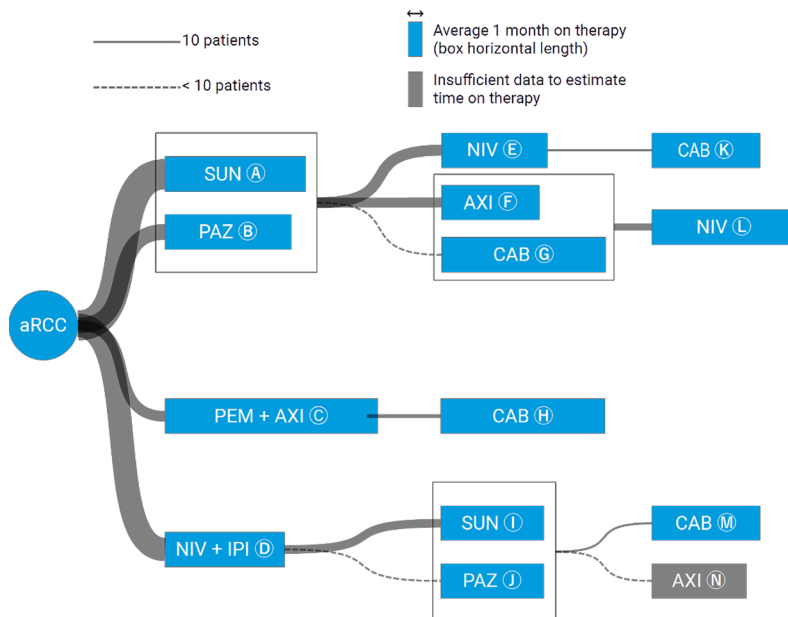 10 patients
< 10 patients
Average 1 month on therapy
(box horizontal length)
Insufficient data to estimate
time on therapy
aRCC
SUN Ⓐ
PAZ Ⓑ
NIV Ⓔ
CAB Ⓚ
AXI Ⓕ
CAB Ⓖ
NIV Ⓛ
PEM + AXI Ⓒ
CAB Ⓗ
NIV + IPI Ⓓ
SUN Ⓘ
PAZ Ⓙ
CAB Ⓜ
AXI Ⓝ